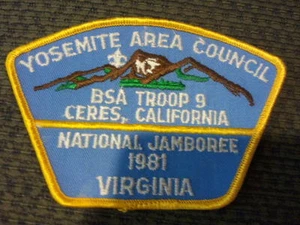 YOSEMITE AREA COUNCIL
BSA TROOP 9
CERES, CALIFORNIA
NATIONAL JAMBOREE
1981
VIRGINIA